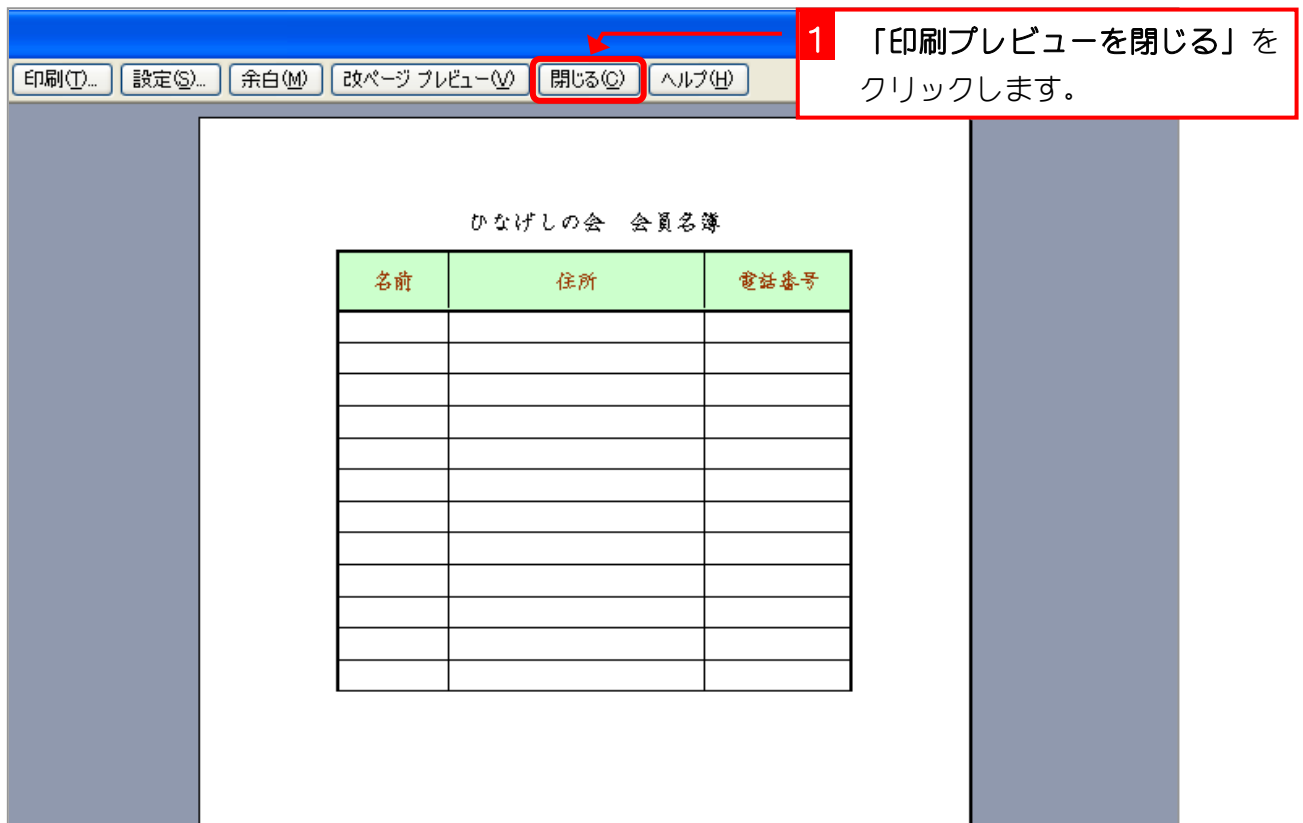 1 「印刷プレビューを閉じる」を
クリックします。
印刷(T)... 設定(S)... 余白(M) 改ページ プレビュー(V) 閉じる(C) ヘルプ(H)
ひなげしの会 会員名簿
名前 住所 電話番号